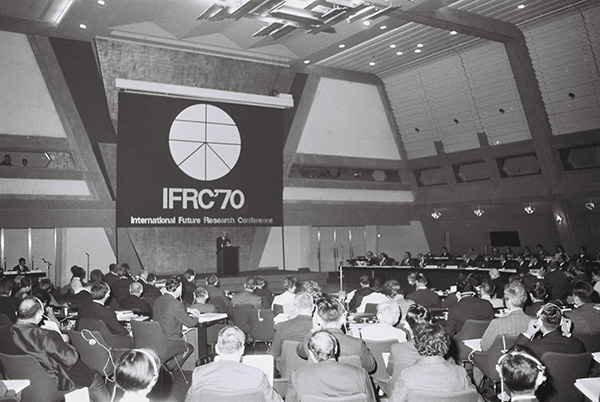 IFRC'70
International Future Research Conference